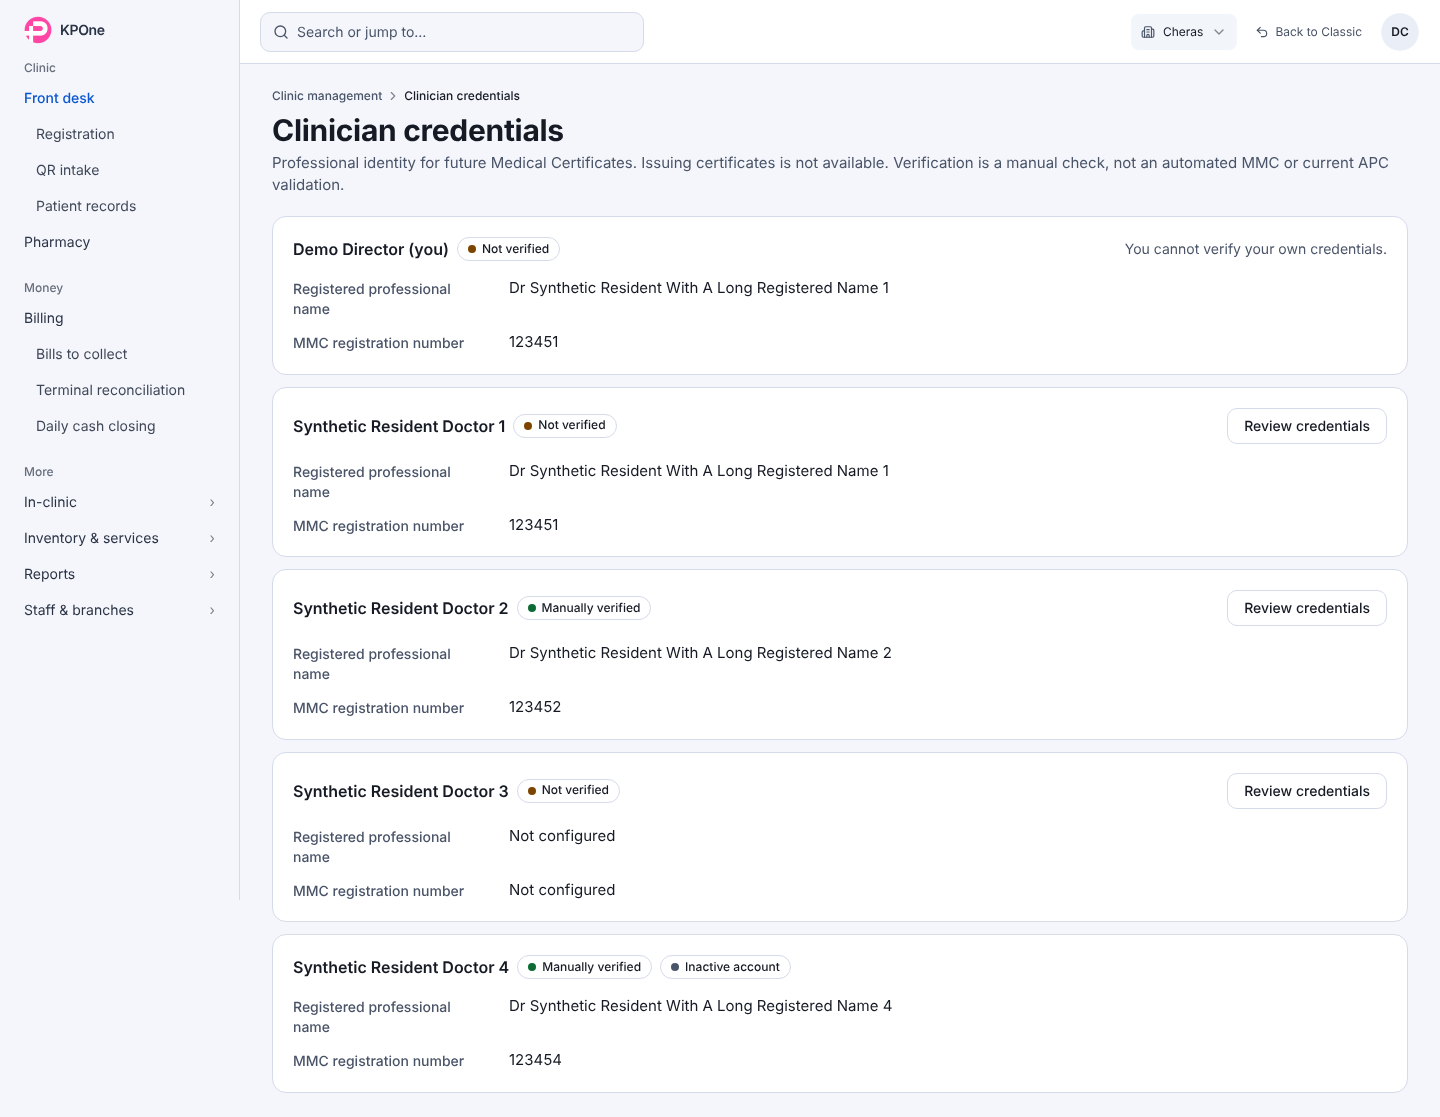 KPOne
Clinic
Front desk
Registration
QR intake
Patient records
Pharmacy
Money
Billing
Bills to collect
Terminal reconciliation
Daily cash closing
More
In-clinic
Inventory & services
Reports
Staff & branches
Search or jump to...
Cheras
Back to Classic
DC
Clinic management > Clinician credentials
Clinician credentials
Professional identity for future Medical Certificates. Issuing certificates is not available. Verification is a manual check, not an automated MMC or current APC
validation.
Demo Director (you) Not verified You cannot verify your own credentials.
Registered professional name Dr Synthetic Resident With A Long Registered Name 1
MMC registration number 123451
Synthetic Resident Doctor 1 Not verified Review credentials
Registered professional name Dr Synthetic Resident With A Long Registered Name 1
MMC registration number 123451
Synthetic Resident Doctor 2 Manually verified Review credentials
Registered professional name Dr Synthetic Resident With A Long Registered Name 2
MMC registration number 123452
Synthetic Resident Doctor 3 Not verified Review credentials
Registered professional name Not configured
MMC registration number Not configured
Synthetic Resident Doctor 4 Manually verified Inactive account
Registered professional name Dr Synthetic Resident With A Long Registered Name 4
MMC registration number 123454